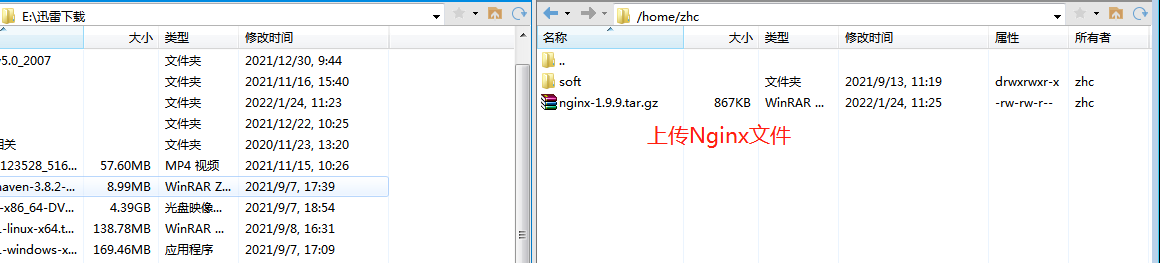 E:\迅雷下载
大小 类型 修改时间
v5.0_2007 文件夹 2021/12/30, 9:44
文件夹 2021/11/16, 15:40
文件夹 2022/1/24, 11:23
文件夹 2021/12/22, 10:25
相关 文件夹 2020/11/23, 13:20
123528_516... 57.60MB MP4 视频 2021/11/15, 10:26
maven-3.8.2-... 8.99MB WinRAR Z... 2021/9/7, 17:39
-x86_64-DV... 4.39GB 光盘映像... 2021/9/7, 18:54
1-linux-x64.t... 138.78MB WinRAR ... 2021/9/8, 16:31
1-windows-x... 169.46MB 应用程序 2021/9/7, 17:09
/home/zhc
名称 大小 类型 修改时间 属性 所有者
..
soft 文件夹 2021/9/13, 11:19 drwxrwxr-x zhc
nginx-1.9.9.tar.gz 867KB WinRAR ... 2022/1/24, 11:25 -rw-rw-r-- zhc
上传Nginx文件